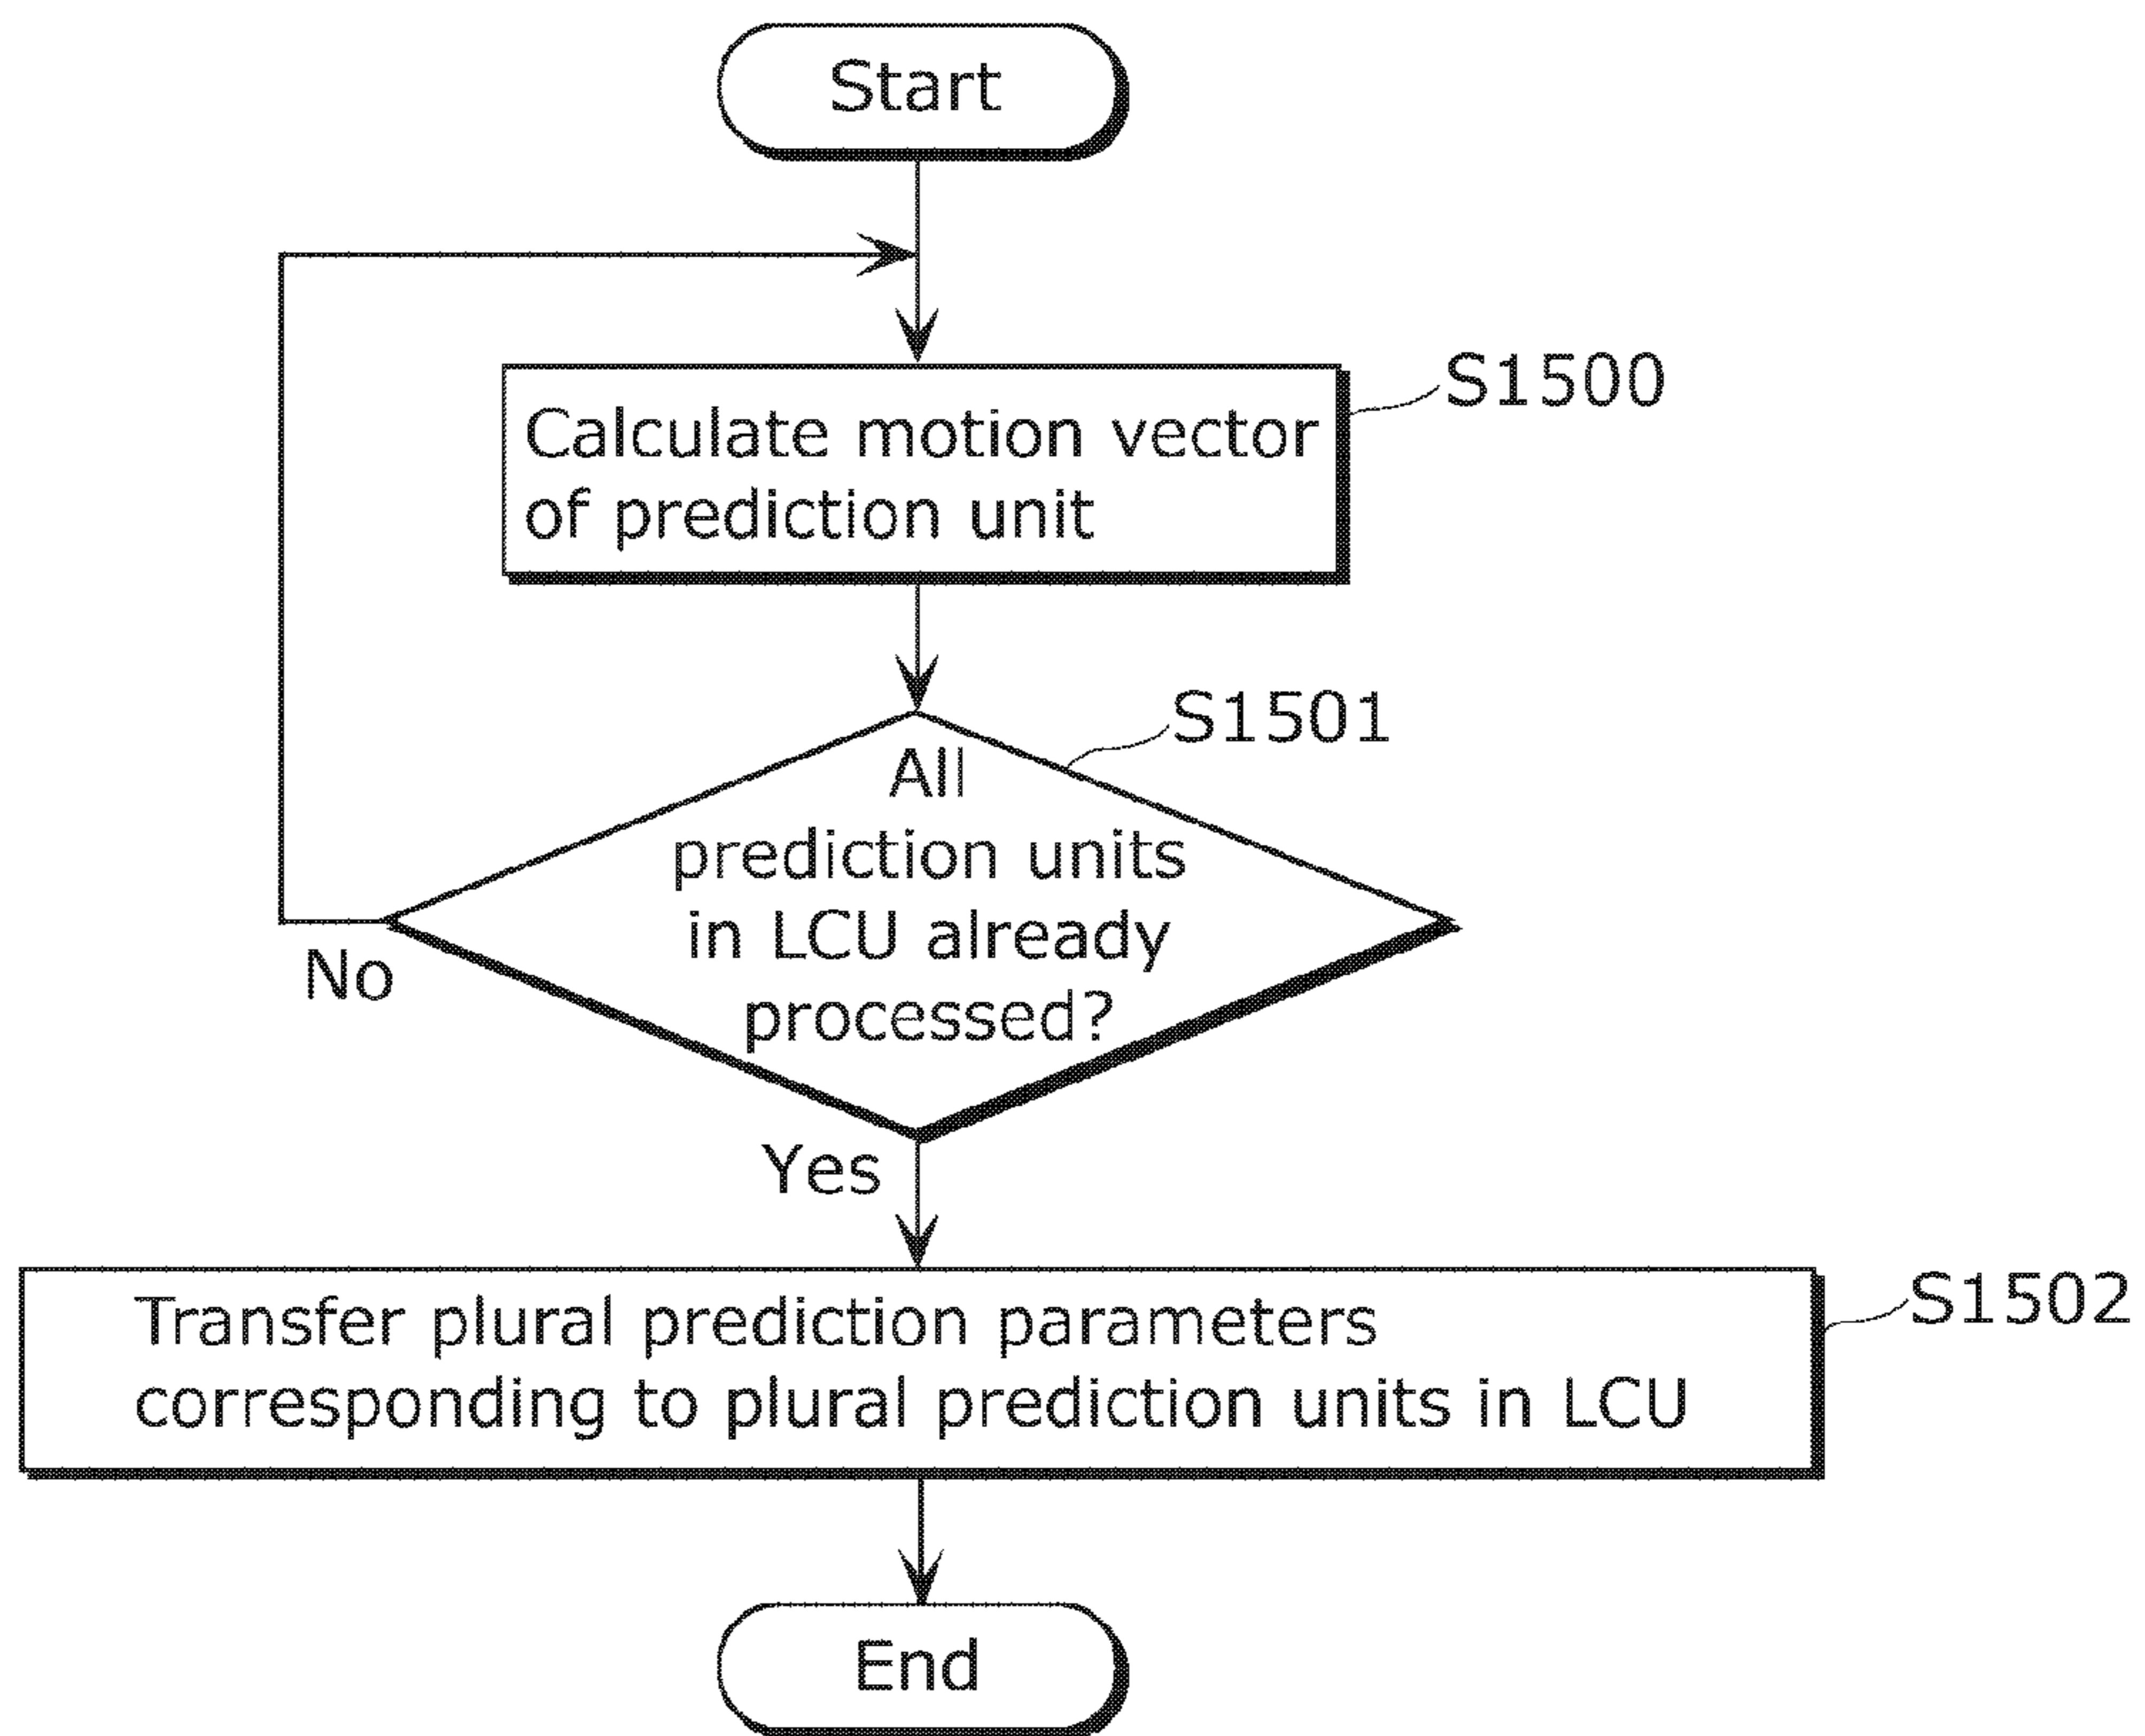 Start
S1500
Calculate motion vector
of prediction unit
S1501
All
prediction units
in LCU already
processed?
No
Yes
S1502
Transfer plural prediction parameters
corresponding to plural prediction units in LCU
End